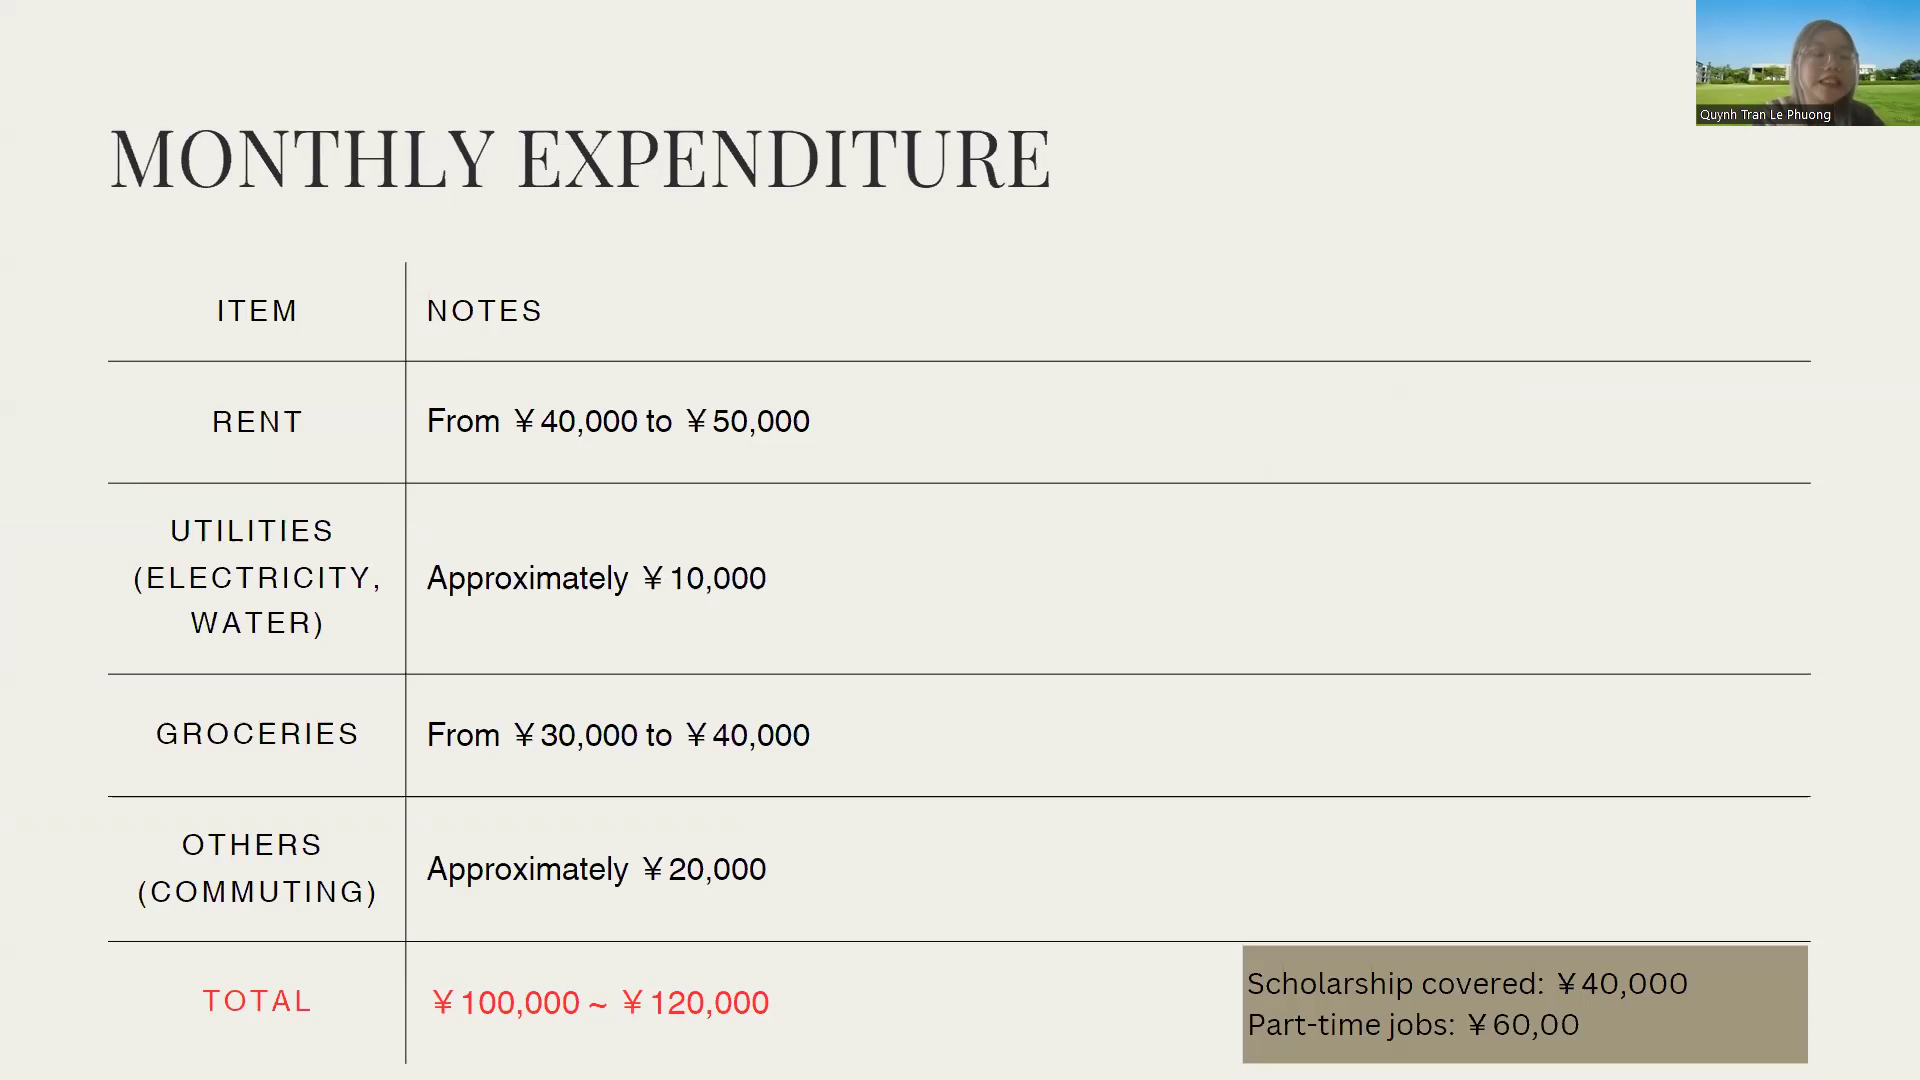 Quynh Tran Le Phuong
MONTHLY EXPENDITURE
ITEM
NOTES
RENT
From ￥40,000 to ￥50,000
UTILITIES
(ELECTRICITY,
WATER)
Approximately ￥10,000
GROCERIES
From ￥30,000 to ￥40,000
OTHERS
(COMMUTING)
Approximately ￥20,000
TOTAL
￥100,000 ~ ￥120,000
Scholarship covered: ￥40,000
Part-time jobs: ￥60,00